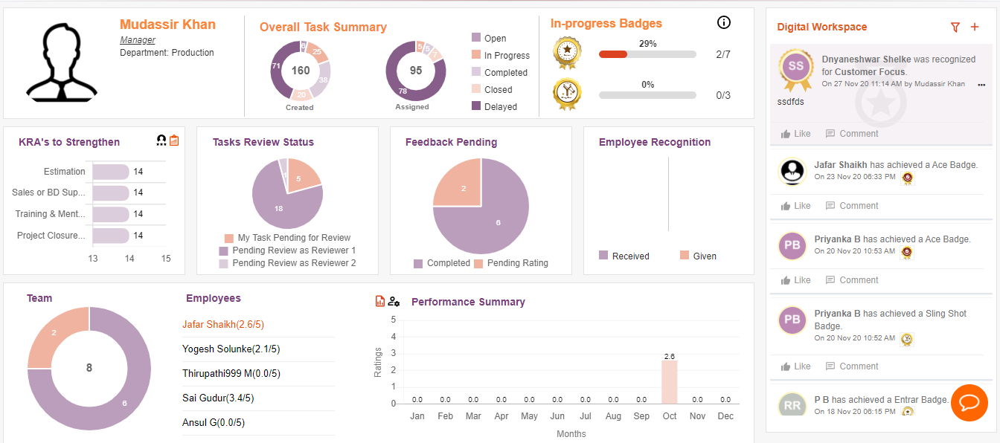 Mudassir Khan
Manager
Department: Production
Overall Task Summary
6
25
38
20
71
160
Created
5
5
7
78
95
Assigned
Open
In Progress
Completed
Closed
Delayed
In-progress Badges
29%
2/7
0%
0/3
KRA's to Strengthen
Estimation 14
Sales or BD Sup... 14
Training & Ment... 14
Project Closure... 14
13 14 15
Tasks Review Status
1
5
18
My Task Pending for Review
Pending Review as Reviewer 1
Pending Review as Reviewer 2
Feedback Pending
2
6
Completed Pending Rating
Employee Recognition
Received Given
Team
2
8
6
Employees
Jafar Shaikh(2.6/5)
Yogesh Solunke(2.1/5)
Thirupathi999 M(0.0/5)
Sai Gudur(3.4/5)
Ansul G(0.0/5)
Performance Summary
5
4
3
2
1
0
Ratings
0.0 0.0 0.0 0.0 0.0 0.0 0.0 0.0 0.0 2.6 0.0 0.0
Jan Feb Mar Apr May Jun Jul Aug Sep Oct Nov Dec
Months
Digital Workspace
SS
Dnyaneshwar Shelke was recognized
for Customer Focus.
On 27 Nov 20 11:14 AM by Mudassir Khan
ssdfds
Like Comment
Jafar Shaikh has achieved a Ace Badge.
On 23 Nov 20 06:33 PM
Like Comment
PB
Priyanka B has achieved a Ace Badge.
On 20 Nov 20 10:53 AM
Like Comment
PB
Priyanka B has achieved a Sling Shot
Badge.
On 20 Nov 20 10:52 AM
Like Comment
RR
P B has achieved a Entrar Badge.
On 18 Nov 20 06:15 PM